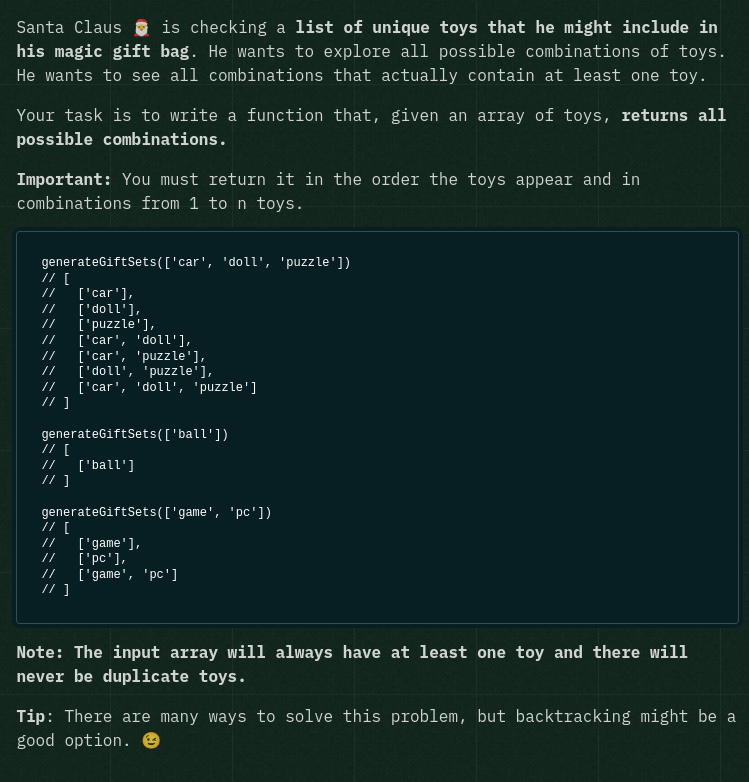 Santa Claus 🎅 is checking a list of unique toys that he might include in
his magic gift bag. He wants to explore all possible combinations of toys.
He wants to see all combinations that actually contain at least one toy.
Your task is to write a function that, given an array of toys, returns all
possible combinations.
Important: You must return it in the order the toys appear and in
combinations from 1 to n toys.
generateGiftSets(['car', 'doll', 'puzzle'])
// [
//   ['car'],
//   ['doll'],
//   ['puzzle'],
//   ['car', 'doll'],
//   ['car', 'puzzle'],
//   ['doll', 'puzzle'],
//   ['car', 'doll', 'puzzle']
// ]
generateGiftSets(['ball'])
// [
//   ['ball']
// ]
generateGiftSets(['game', 'pc'])
// [
//   ['game'],
//   ['pc'],
//   ['game', 'pc']
// ]
Note: The input array will always have at least one toy and there will
never be duplicate toys.
Tip: There are many ways to solve this problem, but backtracking might be a
good option. 😉